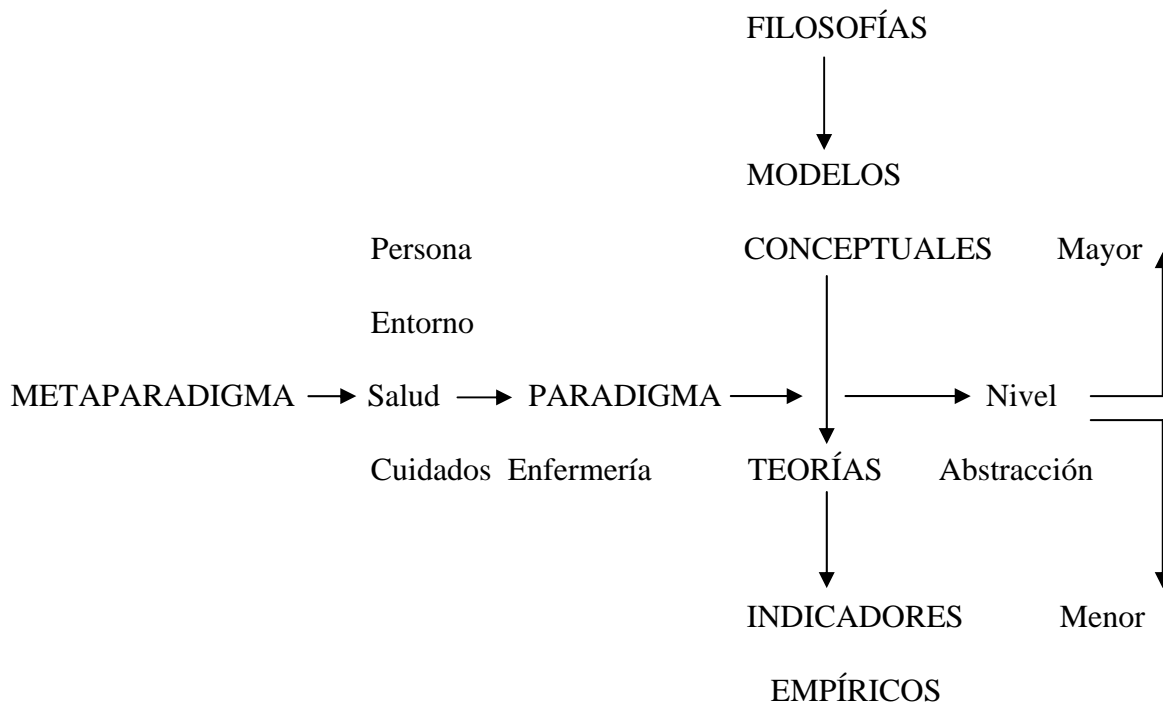 FILOSOFÍAS
MODELOS
Persona CONCEPTUALES Mayor
Entorno
METAPARADIGMA Salud PARADIGMA Nivel
Cuidados Enfermería TEORÍAS Abstracción
INDICADORES Menor
EMPÍRICOS